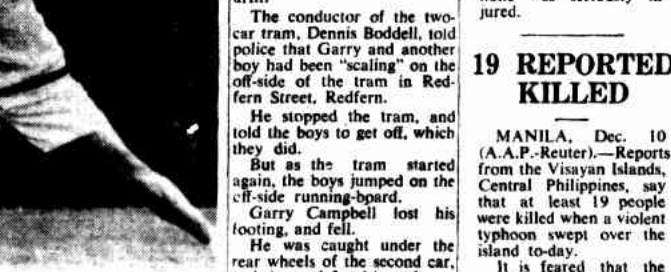 The conductor of the two-
car tram, Dennis Boddell, told
police that Garry and another
boy had been "scaling" on the
off-side of the tram in Red-
fern Street, Redfern.
He stopped the tram, and
told the boys to get off, which
they did.
But as the tram started
again, the boys jumped on the
off-side running-board.
Garry Campbell lost his
footing, and fell.
He was caught under the
rear wheels of the second car,
jured.
19 REPORTED
KILLED
MANILA, Dec. 10
(A.A.P.-Reuter).—Reports
from the Visayan Islands,
Central Philippines, say
that at least 19 people
were killed when a violent
typhoon swept over the
island to-day.
It is feared that the